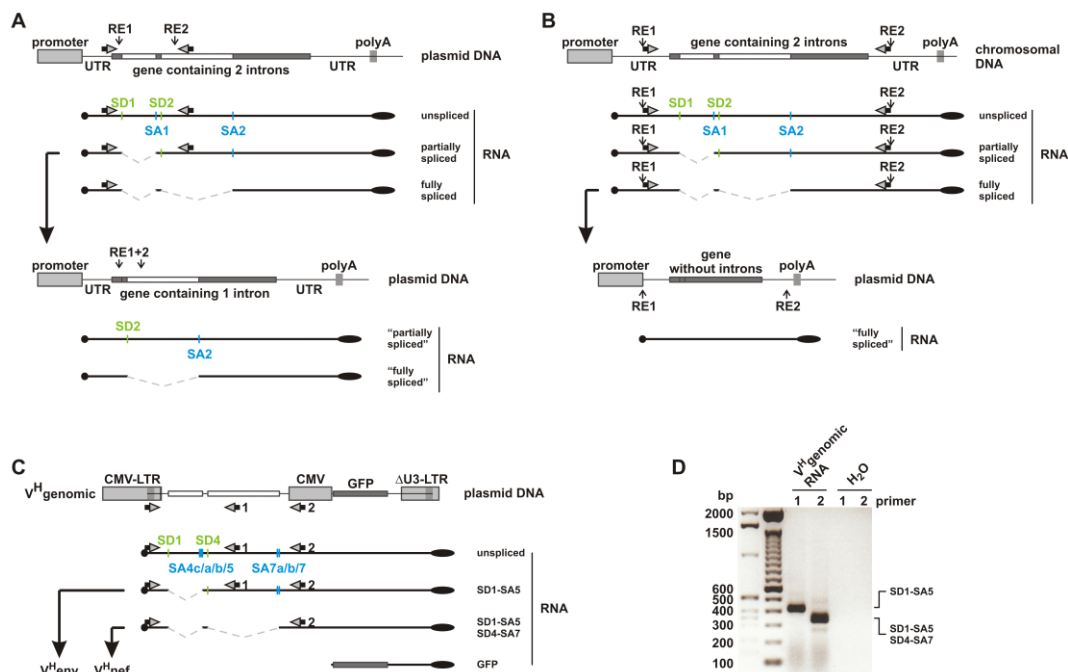 A
RE1
RE2
promoter
polyA
UTR
gene containing 2 introns
UTR
plasmid DNA
SD1
SD2
unspliced
SA1
SA2
partially
spliced
RNA
fully
spliced
RE1+2
promoter
polyA
plasmid DNA
UTR
gene containing 1 intron
UTR
SD2
"partially
spliced"
SA2
RNA
"fully
spliced"
B
RE1
RE2
promoter
gene containing 2 introns
polyA
chromosomal
DNA
UTR
UTR
RE1
SD1
SD2
RE2
unspliced
SA1
SA2
RE1
RE2
partially
spliced
RNA
RE1
RE2
fully
spliced
promoter
gene
without introns
polyA
plasmid DNA
RE1
RE2
"fully
spliced"
RNA
C
CMV-LTR
CMV
GFP
ΔU3-LTR
VHgenomic
plasmid DNA
1
2
SD1
SD4
1
2
unspliced
SA4c/a/b/5
SA7a/b/7
1
2
SD1-SA5
RNA
2
SD1-SA5
SD4-SA7
GFP
VHenv
VHnef
D
VHgenomic
RNA
H2O
bp
1 2 1 2 primer
2000
1500
600
500
400
300
200
100
SD1-SA5
SD1-SA5
SD4-SA7